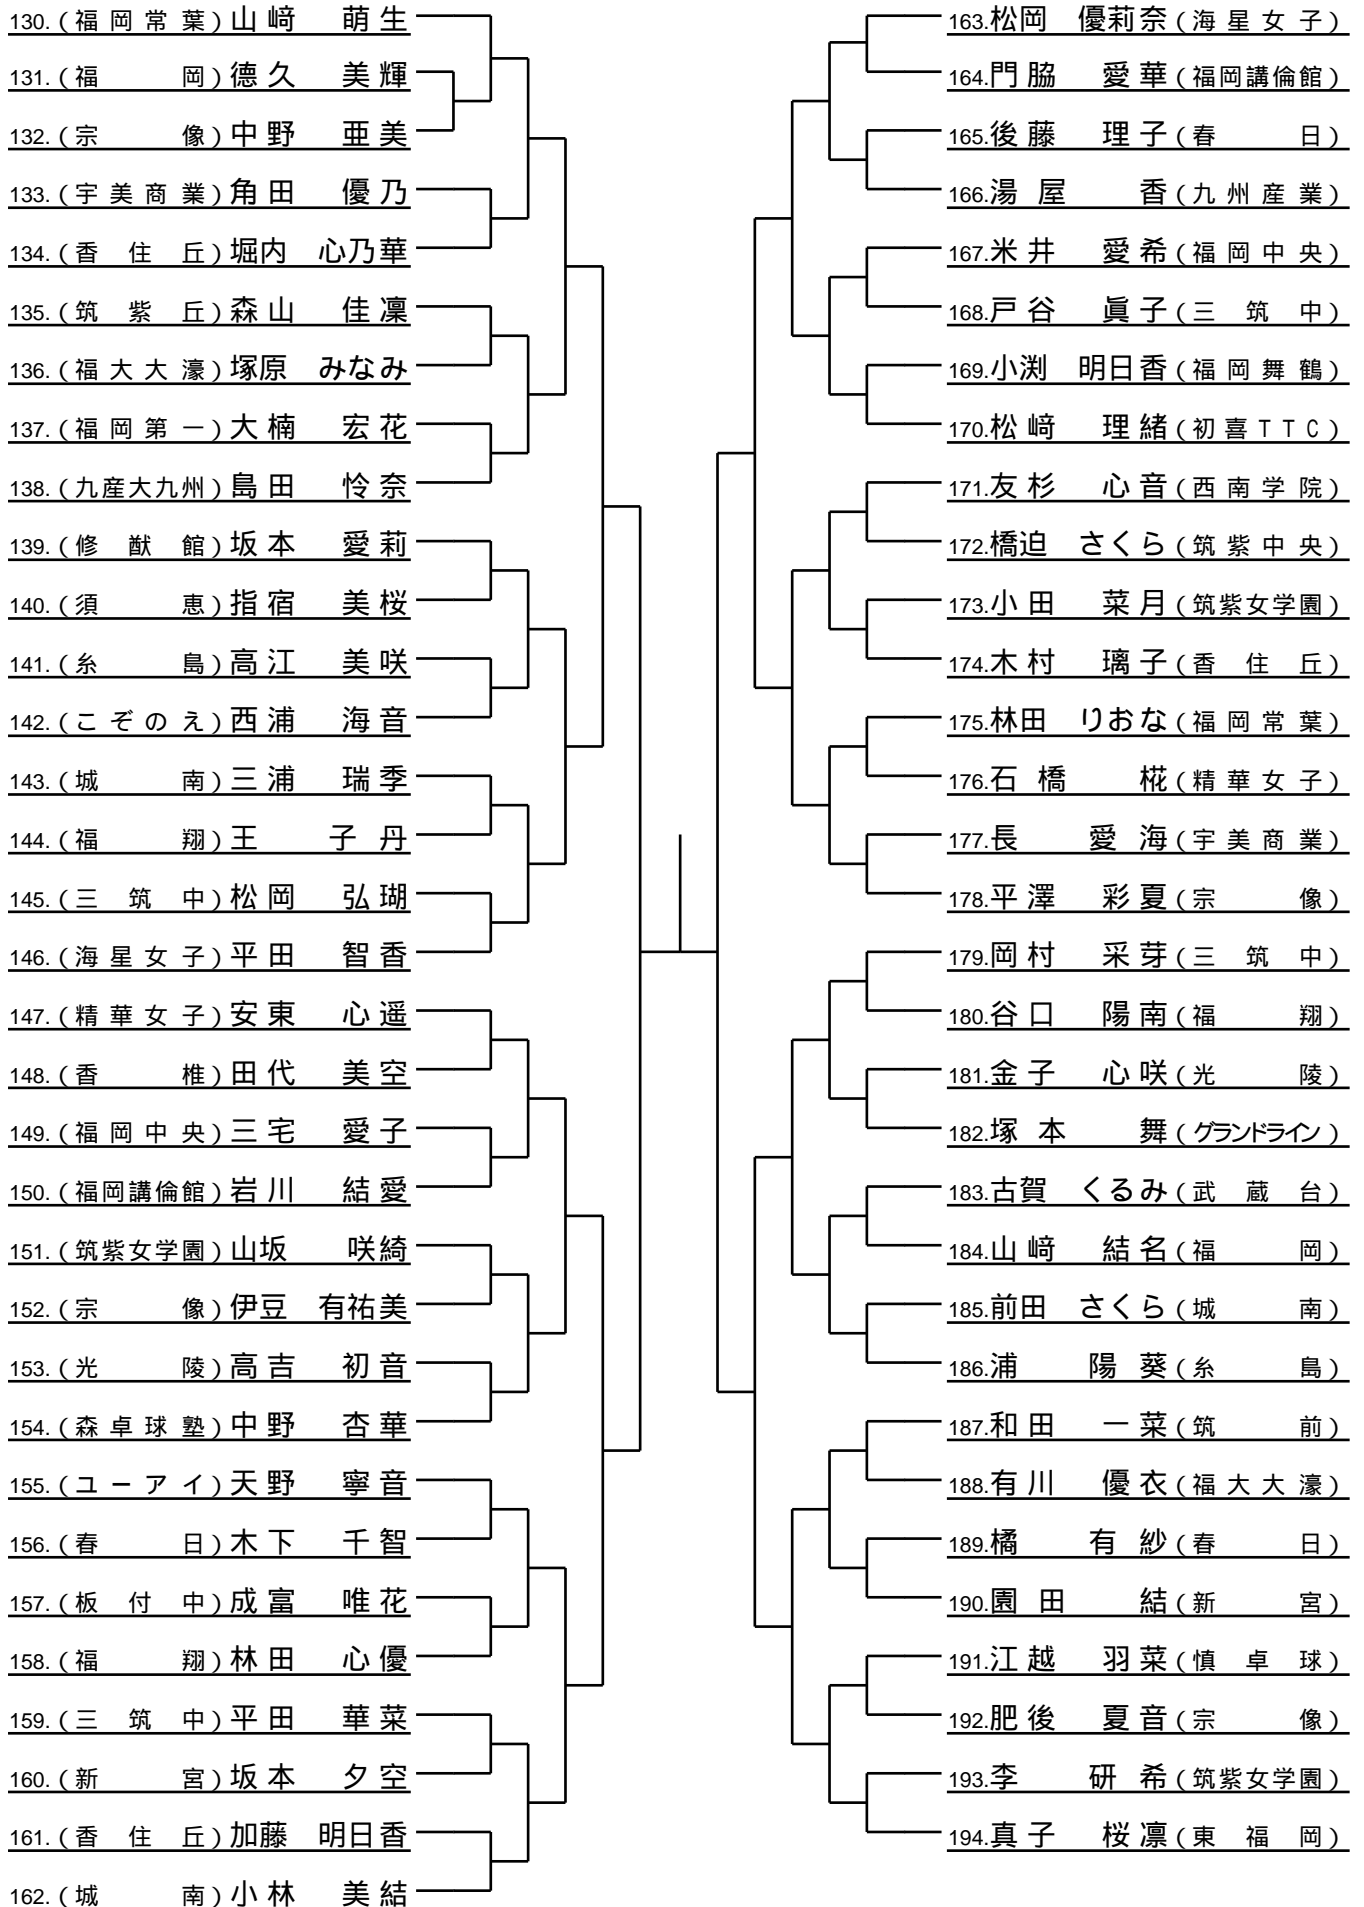 130.(福岡常葉)山﨑 萌生
131.(福岡)德久 美輝
132.(宗像)中野 亜美
133.(宇美商業)角田 優乃
134.(香住丘)堀内 心乃華
135.(筑紫丘)森山 佳凜
136.(福大大濠)塚原 みなみ
137.(福岡第一)大楠 宏花
138.(九産大九州)島田 怜奈
139.(修猷館)坂本 愛莉
140.(須恵)指宿 美桜
141.(糸島)高江 美咲
142.(こぞのえ)西浦 海音
143.(城南)三浦 瑞季
144.(福翔)王 子丹
145.(三筑中)松岡 弘瑚
146.(海星女子)平田 智香
147.(精華女子)安東 心遥
148.(香椎)田代 美空
149.(福岡中央)三宅 愛子
150.(福岡講倫館)岩川 結愛
151.(筑紫女学園)山坂 咲綺
152.(宗像)伊豆 有祐美
153.(光陵)高吉 初音
154.(森卓球塾)中野 杏華
155.(ユーアイ)天野 寧音
156.(春日)木下 千智
157.(板付中)成富 唯花
158.(福翔)林田 心優
159.(三筑中)平田 華菜
160.(新宮)坂本 夕空
161.(香住丘)加藤 明日香
162.(城南)小林 美結
163.松岡 優莉奈(海星女子)
164.門脇 愛華(福岡講倫館)
165.後藤 理子(春日)
166.湯屋 香(九州産業)
167.米井 愛希(福岡中央)
168.戸谷 眞子(三筑中)
169.小渕 明日香(福岡舞鶴)
170.松﨑 理緒(初喜TTC)
171.友杉 心音(西南学院)
172.橋迫 さくら(筑紫中央)
173.小田 菜月(筑紫女学園)
174.木村 璃子(香住丘)
175.林田 りおな(福岡常葉)
176.石橋 椛(精華女子)
177.長 愛海(宇美商業)
178.平澤 彩夏(宗像)
179.岡村 采芽(三筑中)
180.谷口 陽南(福翔)
181.金子 心咲(光陵)
182.塚本 舞(グランドライン)
183.古賀 くるみ(武蔵台)
184.山﨑 結名(福岡)
185.前田 さくら(城南)
186.浦 陽葵(糸島)
187.和田 一菜(筑前)
188.有川 優衣(福大大濠)
189.橘 有紗(春日)
190.園田 結(新宮)
191.江越 羽菜(慎卓球)
192.肥後 夏音(宗像)
193.李 研希(筑紫女学園)
194.真子 桜凛(東福岡)